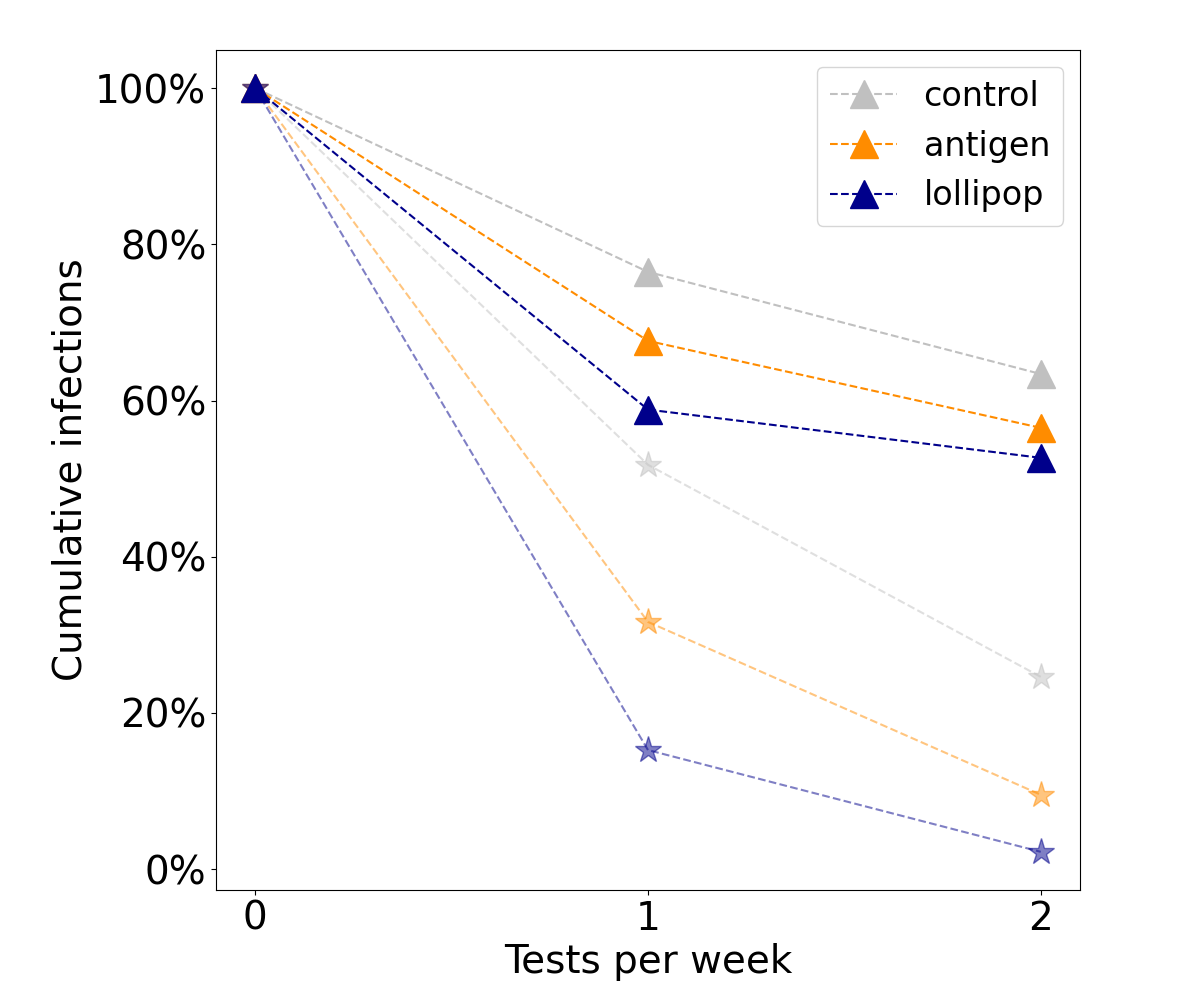 100%
80%
60%
40%
20%
0%
Cumulative infections
control
antigen
lollipop
0
1
2
Tests per week